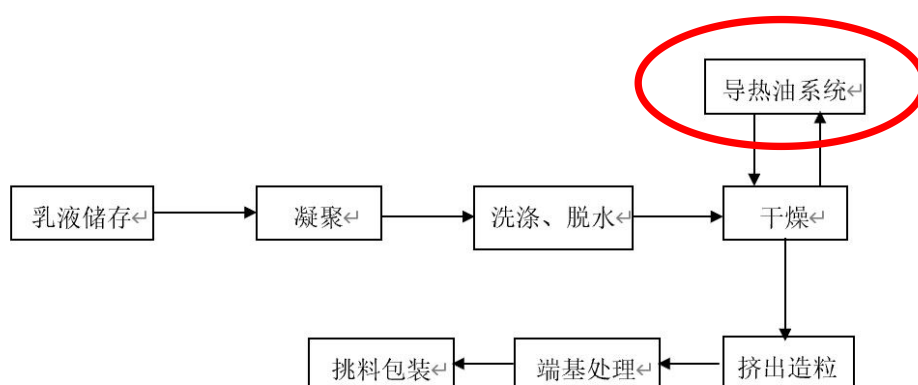 导热油系统↵
乳液储存↵
凝聚↵
洗涤、脱水↵
干燥↵
挑料包装↵
端基处理↵
挤出造粒